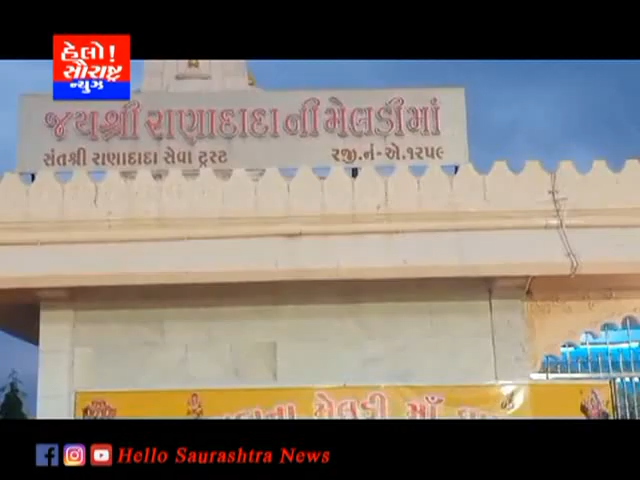 હેલો!
સૌરાષ્ટ્ર
ન્યુઝ
જયશ્રી રાણાદાદા ની મેલડીમાં
સંતશ્રી રાણાદાદા સેવા ટ્રસ્ટ રજી.નં-એ.૧૨૫૯
મેલડી માઁ
Hello Saurashtra News